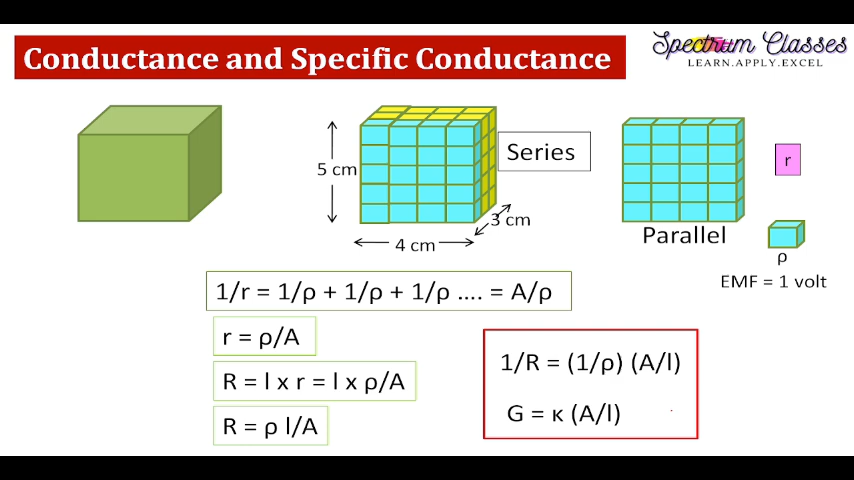 Conductance and Specific Conductance
Spectrum Classes
LEARN.APPLY.EXCEL
5 cm
Series
3 cm
4 cm
Parallel
r
ρ
EMF = 1 volt
1/r = 1/ρ + 1/ρ + 1/ρ .... = A/ρ
r = ρ/A
R = l x r = l x ρ/A
R = ρ l/A
1/R = (1/ρ) (A/l)
G = κ (A/l)